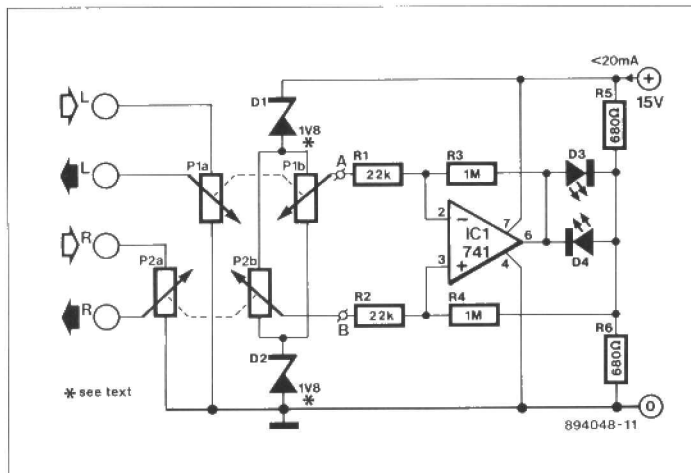 <20mA
L
15V
R5
680Ω
D1
1V8
*
P1a
P1b
A
R1
22k
R3
1M
D3
L
R
2
−
7
IC1
741
6
3
+
4
D4
P2a
P2b
R2
22k
R4
1M
R
B
R6
680Ω
D2
1V8
*
* see text
0
894048-11